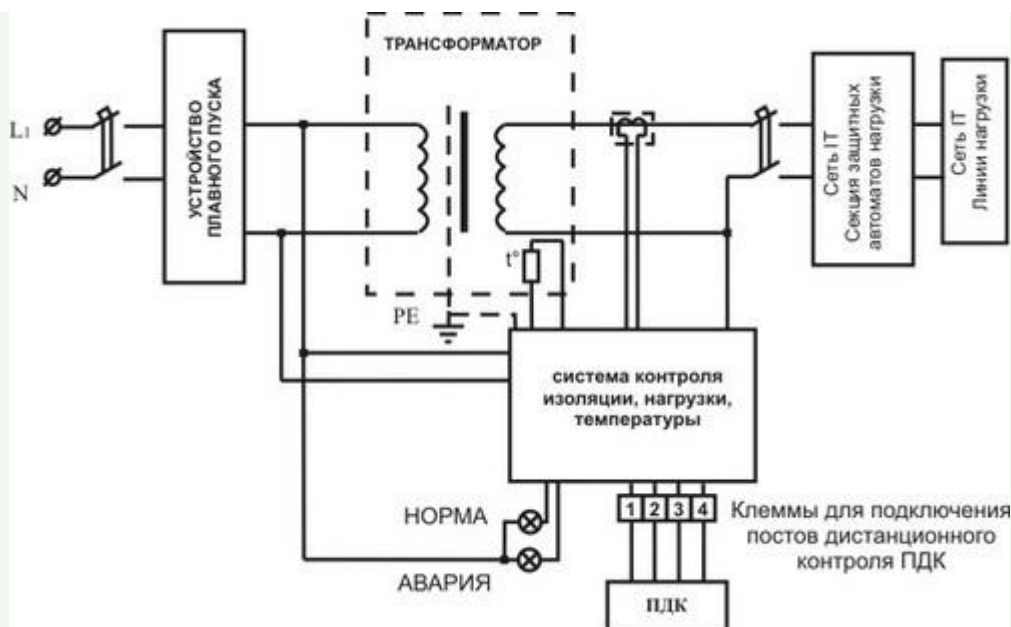 ТРАНСФОРМАТОР
L1
N
УСТРОЙСТВО
ПЛАВНОГО ПУСКА
t°
PE
Сеть IT
Секция защитных
автоматов нагрузки
Сеть IT
Линии нагрузки
система контроля
изоляции, нагрузки,
температуры
НОРМА
АВАРИЯ
1 2 3 4
Клеммы для подключения
постов дистанционного
контроля ПДК
ПДК